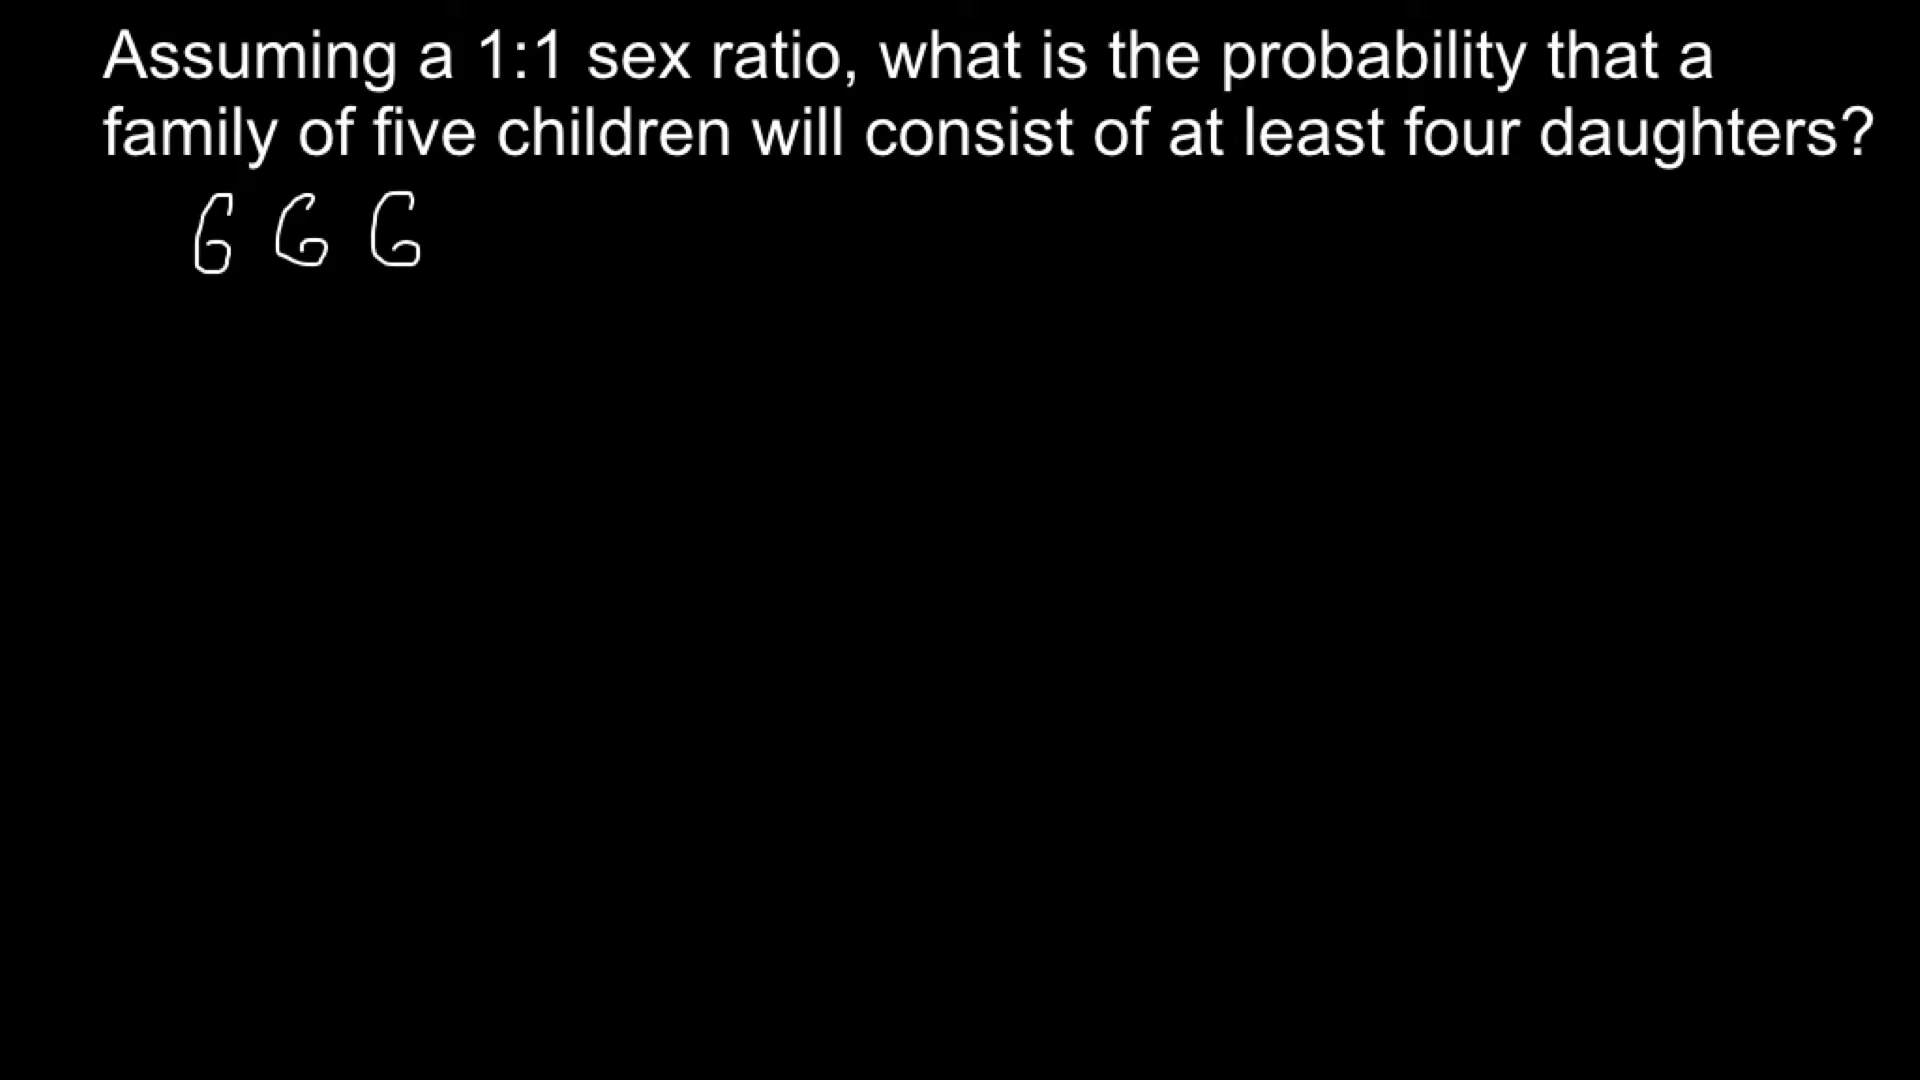 Assuming a 1:1 sex ratio, what is the probability that a
family of five children will consist of at least four daughters?
G G G